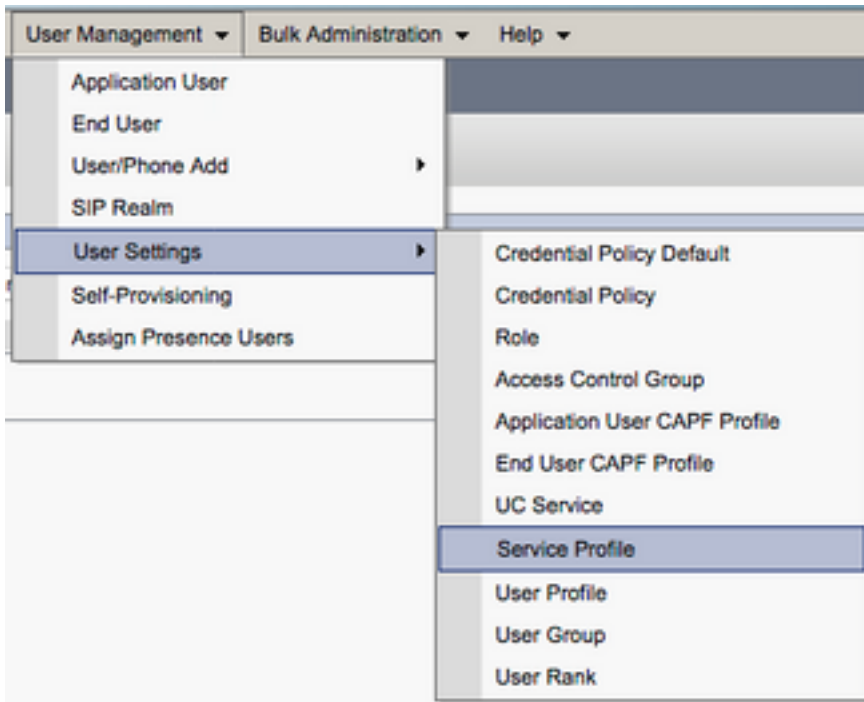 User Management Bulk Administration Help
Application User
End User
User/Phone Add
SIP Realm
User Settings
Self-Provisioning
Assign Presence Users
Credential Policy Default
Credential Policy
Role
Access Control Group
Application User CAPF Profile
End User CAPF Profile
UC Service
Service Profile
User Profile
User Group
User Rank